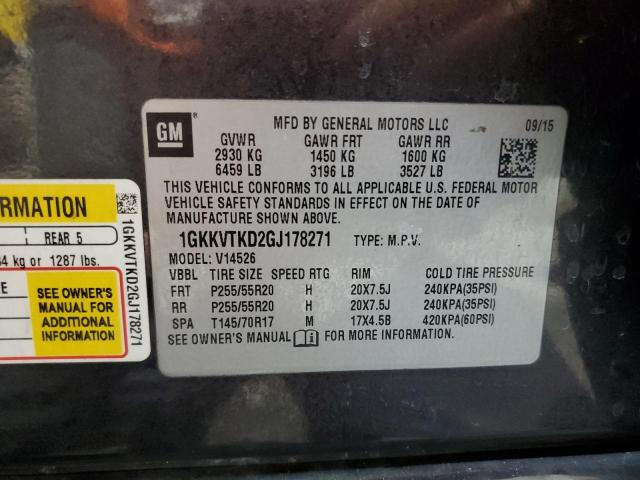 GM
MFD BY GENERAL MOTORS LLC 09/15
GVWR GAWR FRT GAWR RR
2930 KG 1450 KG 1600 KG
6459 LB 3196 LB 3527 LB
THIS VEHICLE CONFORMS TO ALL APPLICABLE U.S. FEDERAL MOTOR
VEHICLE SAFETY STANDARDS IN EFFECT ON THE DATE OF
MANUFACTURE SHOWN ABOVE.
1GKKVTKD2GJ178271 TYPE: M.P.V.
MODEL: V14526
VBBL TIRE SIZE SPEED RTG RIM COLD TIRE PRESSURE
FRT P255/55R20 H 20X7.5J 240KPA(35PSI)
RR P255/55R20 H 20X7.5J 240KPA(35PSI)
SPA T145/70R17 M 17X4.5B 420KPA(60PSI)
SEE OWNER'S MANUAL FOR MORE INFORMATION.
REAR 5
kg or 1287 lbs.
SEE OWNER'S
MANUAL FOR
ADDITIONAL
INFORMATION
1GKKVTKD2GJ178271